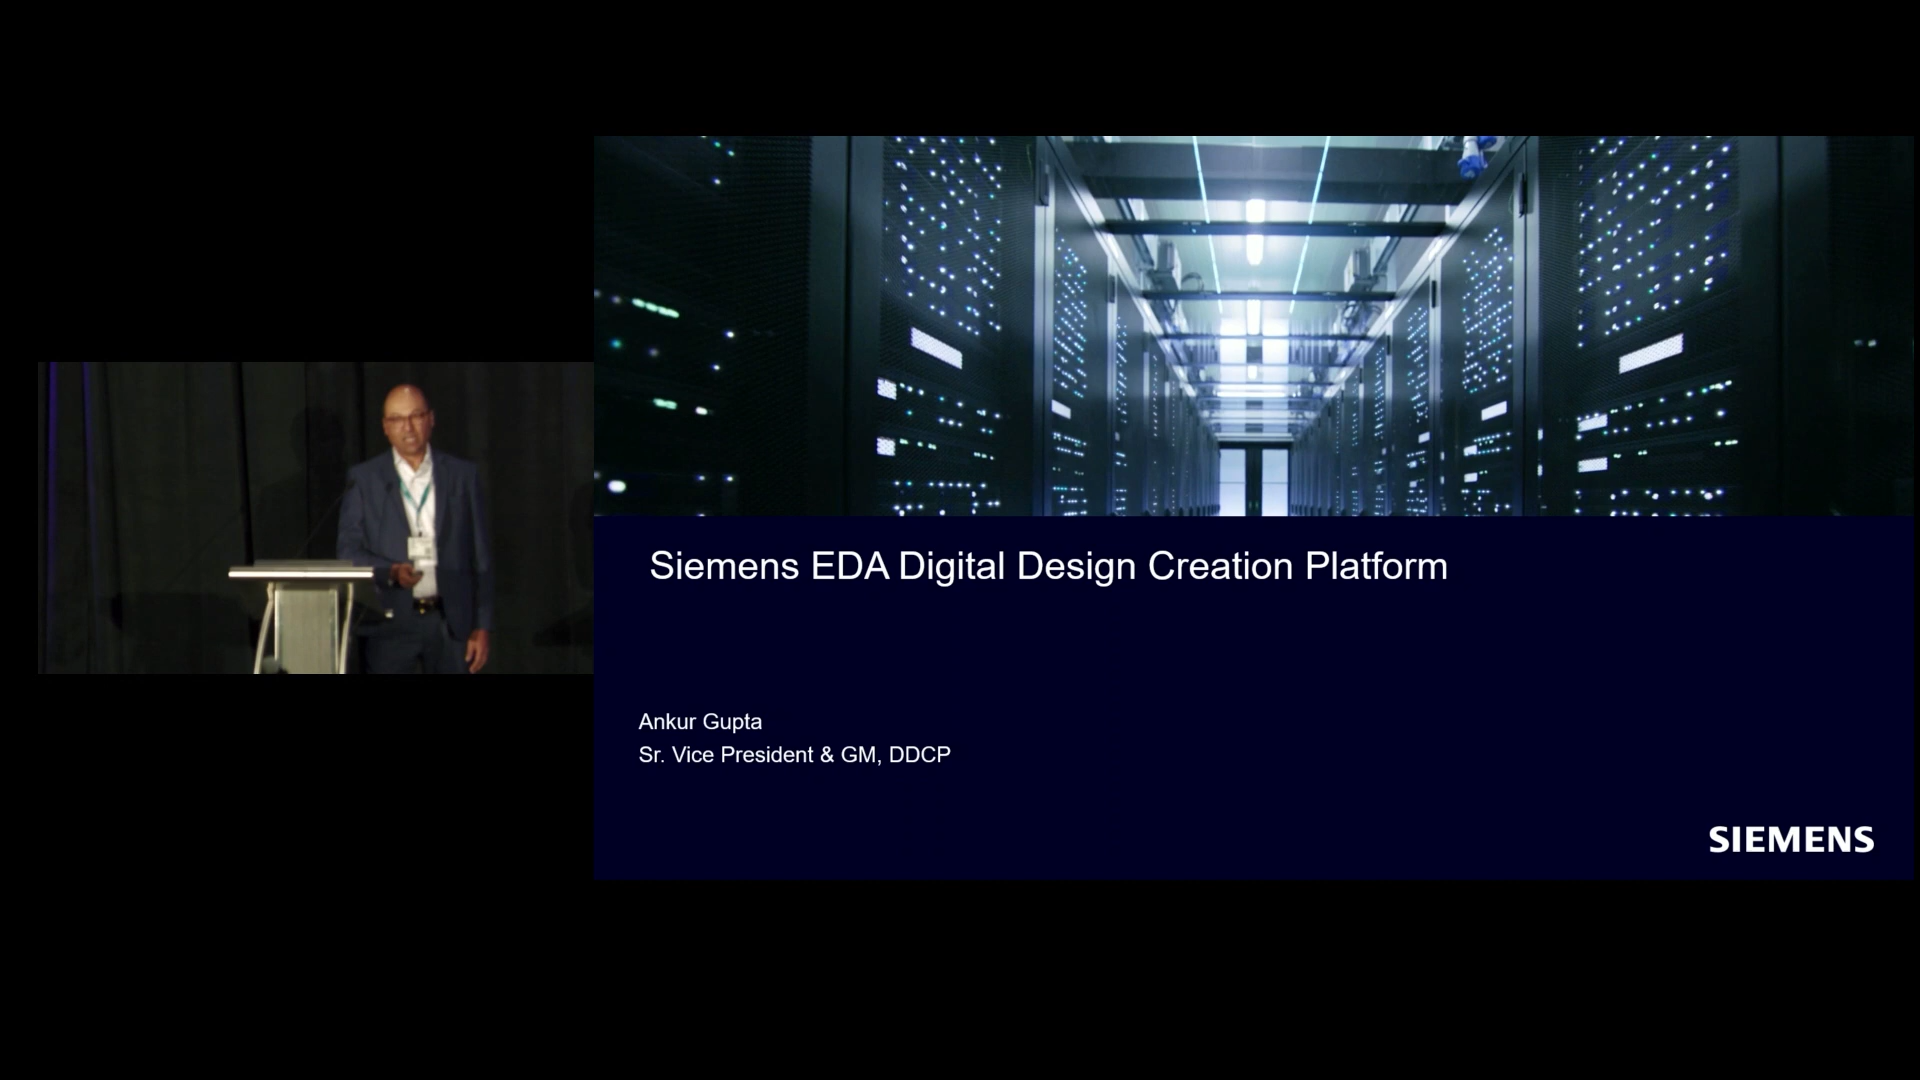 Siemens EDA Digital Design Creation Platform
Ankur Gupta
Sr. Vice President & GM, DDCP
SIEMENS